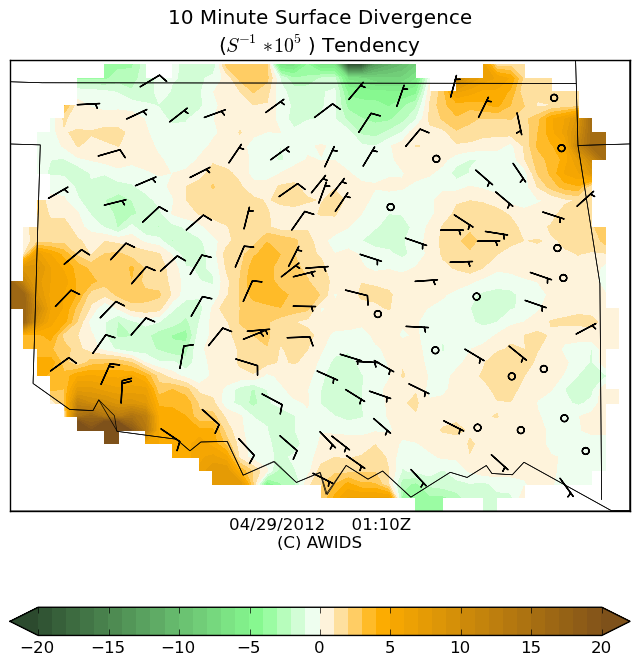 10 Minute Surface Divergence
(S⁻¹ ∗10⁵ ) Tendency
04/29/2012 01:10Z
(C) AWIDS
−20 −15 −10 −5 0 5 10 15 20